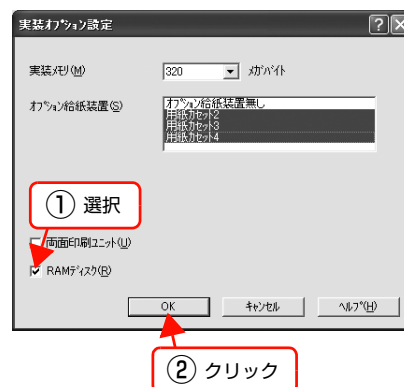 実装ｵﾌﾟｼｮﾝ設定
実装ﾒﾓﾘ(M) 320 ﾒｶﾞﾊﾞｲﾄ
ｵﾌﾟｼｮﾝ給紙装置(S) ｵﾌﾟｼｮﾝ給紙装置無し
用紙ｶｾｯﾄ2
用紙ｶｾｯﾄ3
用紙ｶｾｯﾄ4
① 選択
両面印刷ﾕﾆｯﾄ(U)
RAMﾃﾞｨｽｸ(R)
OK ｷｬﾝｾﾙ ﾍﾙﾌﾟ(H)
② クリック